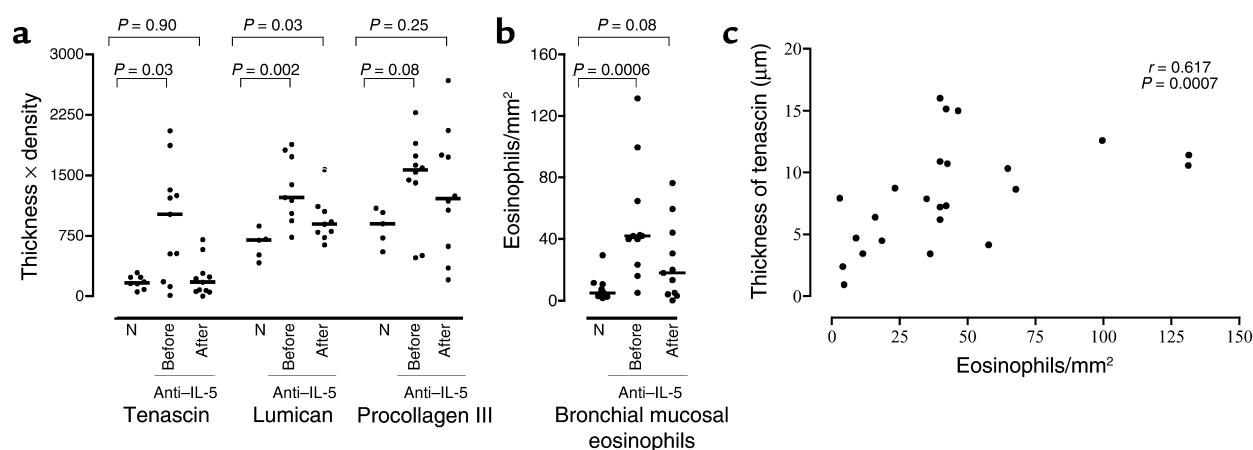 a
P = 0.90
P = 0.03
P = 0.25
P = 0.03
P = 0.002
P = 0.08
Thickness × density
3000
2250
1500
750
0
N
Before
After
N
Before
After
N
Before
After
Anti–IL-5
Anti–IL-5
Anti–IL-5
Tenascin
Lumican
Procollagen III
b
P = 0.08
P = 0.0006
Eosinophils/mm²
160
120
80
40
0
N
Before
After
Anti–IL-5
Bronchial mucosal
eosinophils
c
Thickness of tenascin (μm)
20
15
10
5
0
r = 0.617
P = 0.0007
0
25
50
75
100
125
150
Eosinophils/mm²